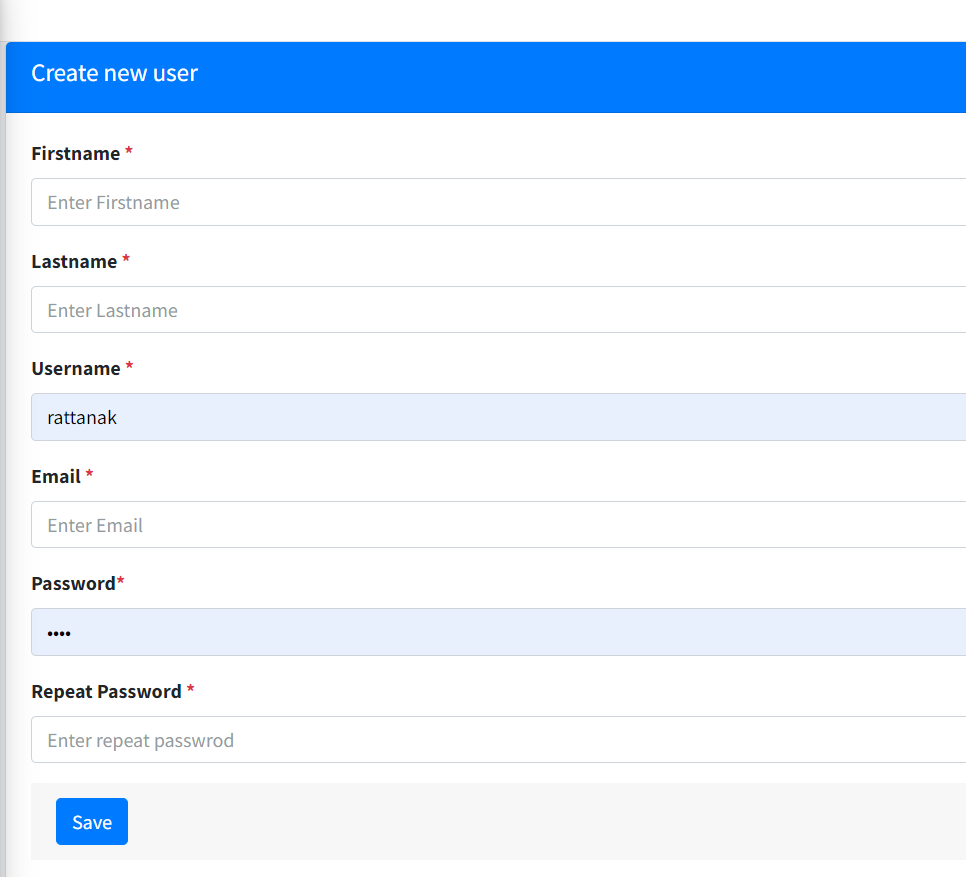 Create new user
Firstname *
Enter Firstname
Lastname *
Enter Lastname
Username *
rattanak
Email *
Enter Email
Password*
••••
Repeat Password *
Enter repeat passwrod
Save